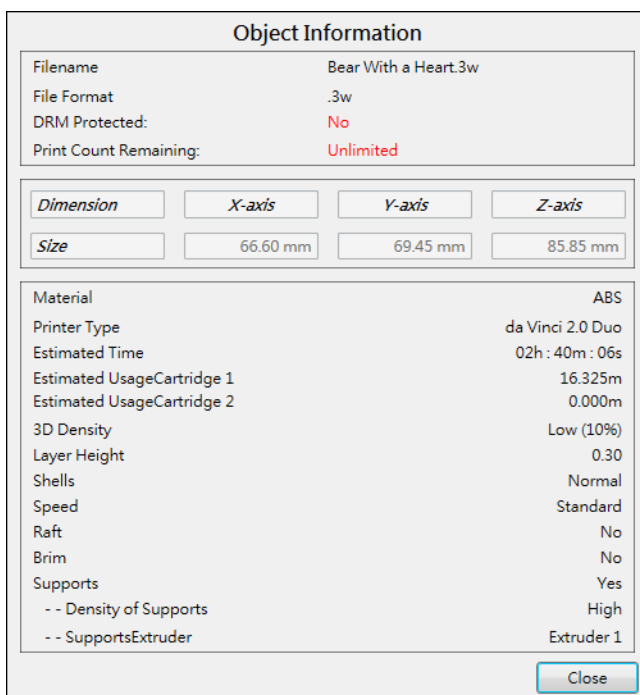 Object Information
Filename Bear With a Heart.3w
File Format .3w
DRM Protected: No
Print Count Remaining: Unlimited
Dimension X-axis Y-axis Z-axis
Size 66.60 mm 69.45 mm 85.85 mm
Material ABS
Printer Type da Vinci 2.0 Duo
Estimated Time 02h : 40m : 06s
Estimated UsageCartridge 1 16.325m
Estimated UsageCartridge 2 0.000m
3D Density Low (10%)
Layer Height 0.30
Shells Normal
Speed Standard
Raft No
Brim No
Supports Yes
- - Density of Supports High
- - SupportsExtruder Extruder 1
Close